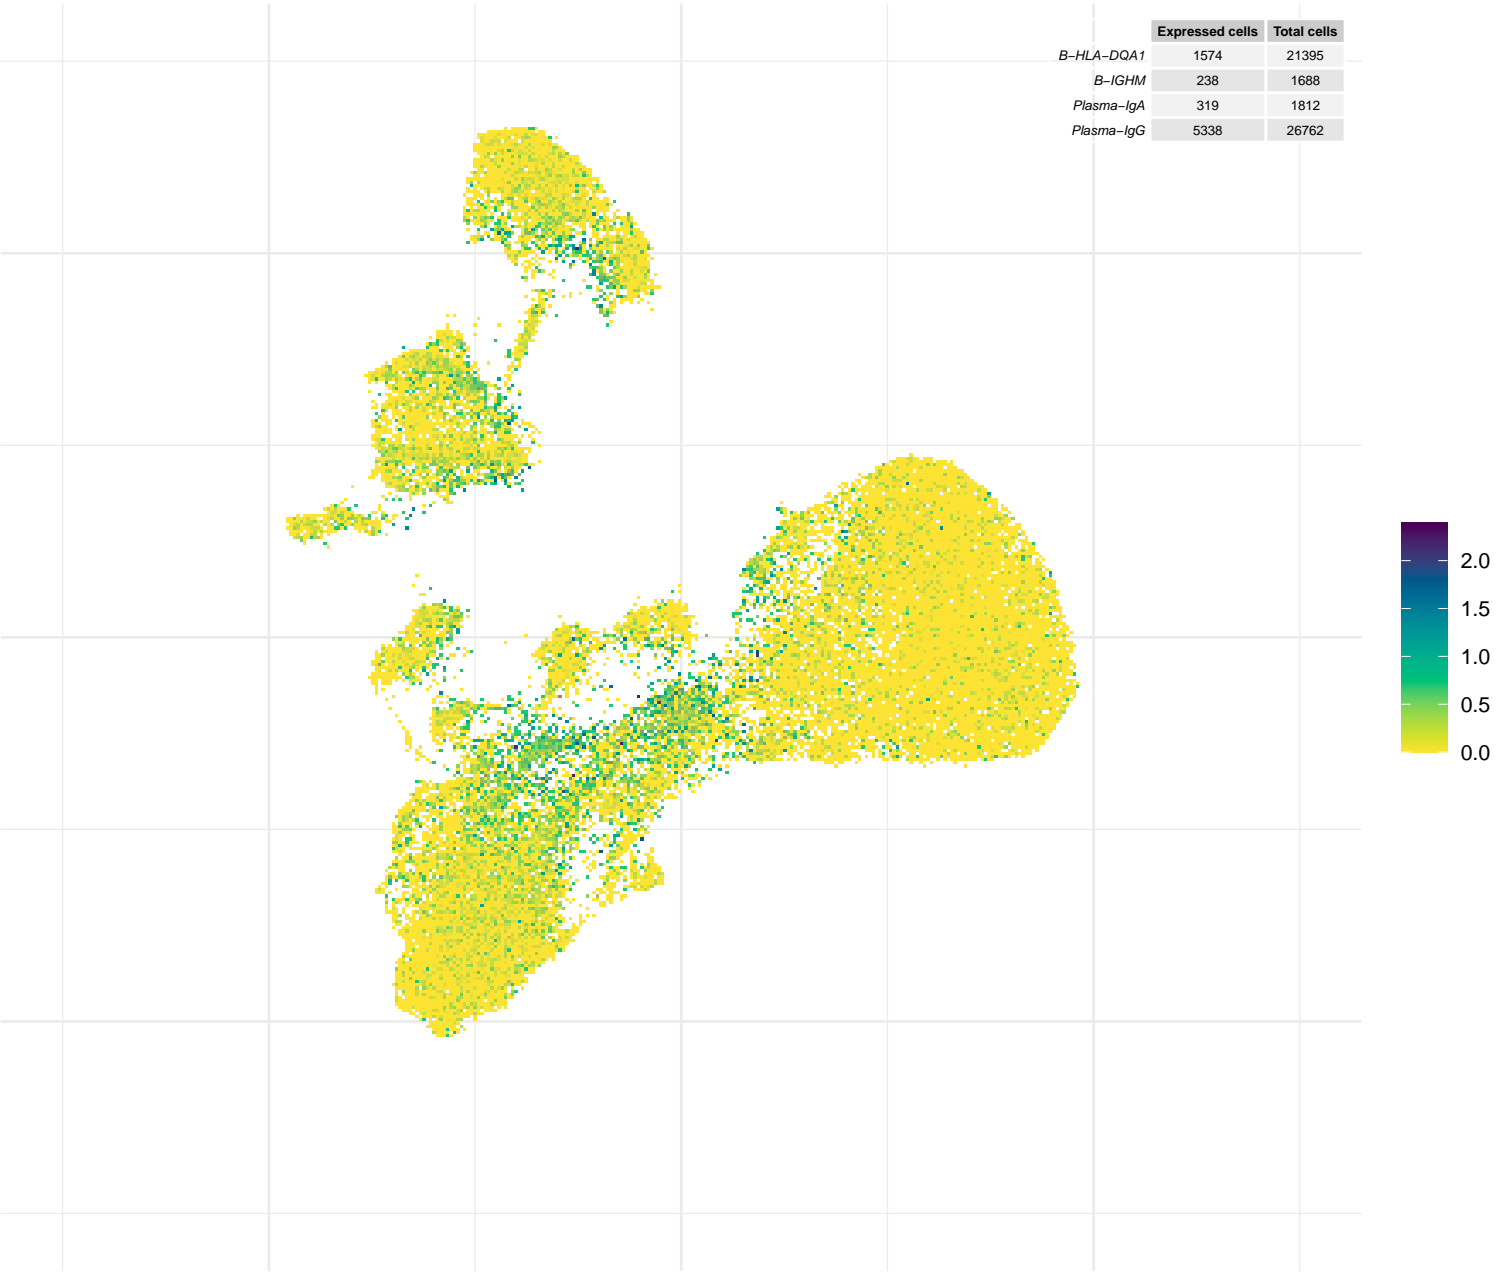 Expressed cells Total cells
B−HLA−DQA1 1574 21395
B−IGHM 238 1688
Plasma−IgA 319 1812
Plasma−IgG 5338 26762
2.0
1.5
1.0
0.5
0.0